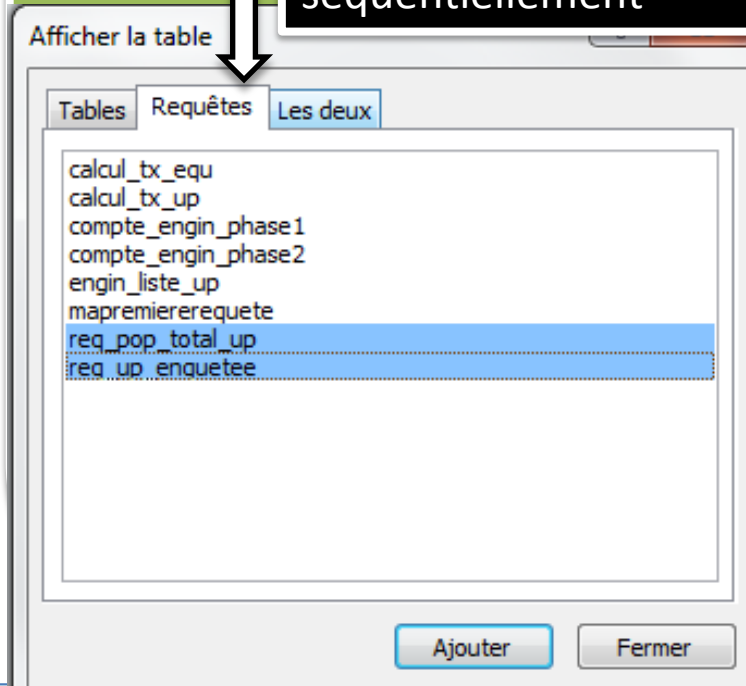 séquentiellement
Afficher la table
Tables Requêtes Les deux
calcul_tx_equ
calcul_tx_up
compte_engin_phase1
compte_engin_phase2
engin_liste_up
mapremiererequete
req_pop_total_up
req_up_enquetee
Ajouter Fermer